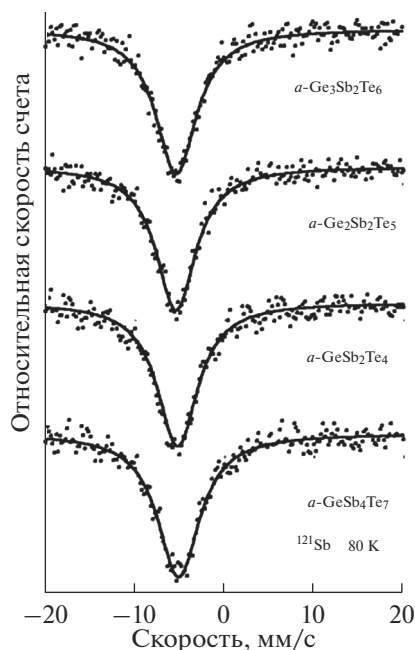 Относительная скорость счета
a-Ge₃Sb₂Te₆
a-Ge₂Sb₂Te₅
a-GeSb₂Te₄
a-GeSb₄Te₇
¹²¹Sb 80 K
−20 −10 0 10 20
Скорость, мм/с